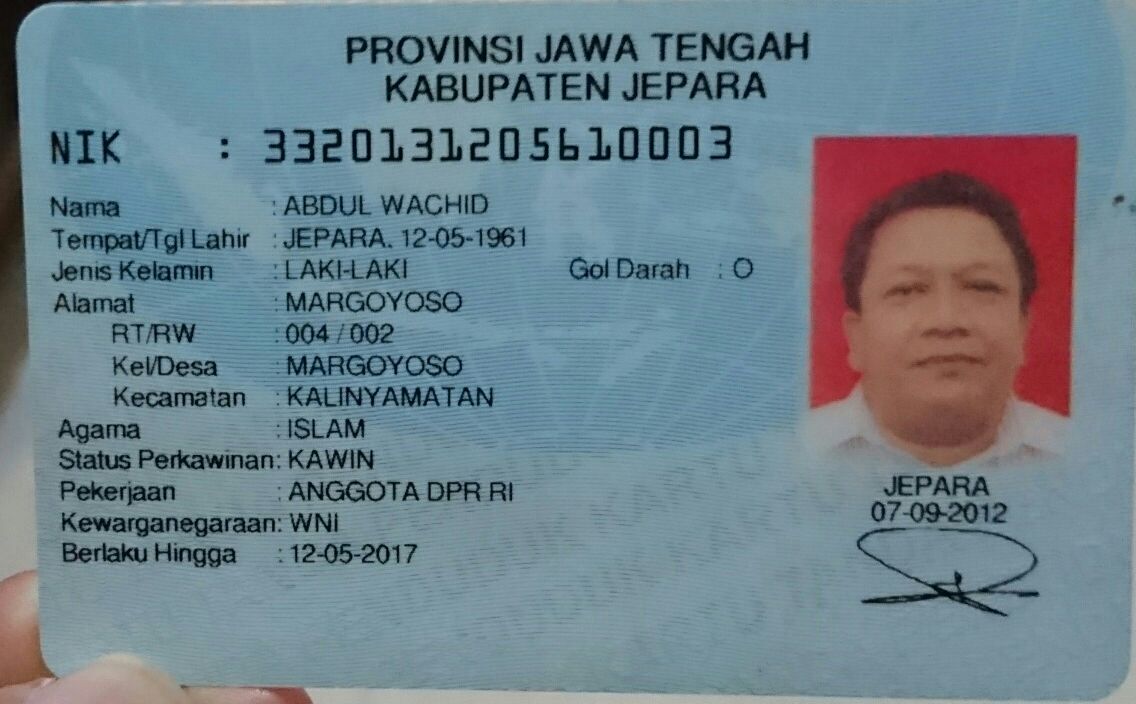 PROVINSI JAWA TENGAH
KABUPATEN JEPARA
NIK : 3320131205610003
Nama : ABDUL WACHID
Tempat/Tgl Lahir : JEPARA. 12-05-1961
Jenis Kelamin : LAKI-LAKI Gol Darah : O
Alamat : MARGOYOSO
RT/RW : 004 / 002
Kel/Desa : MARGOYOSO
Kecamatan : KALINYAMATAN
Agama : ISLAM
Status Perkawinan: KAWIN
Pekerjaan : ANGGOTA DPR RI
Kewarganegaraan: WNI
Berlaku Hingga : 12-05-2017
JEPARA
07-09-2012